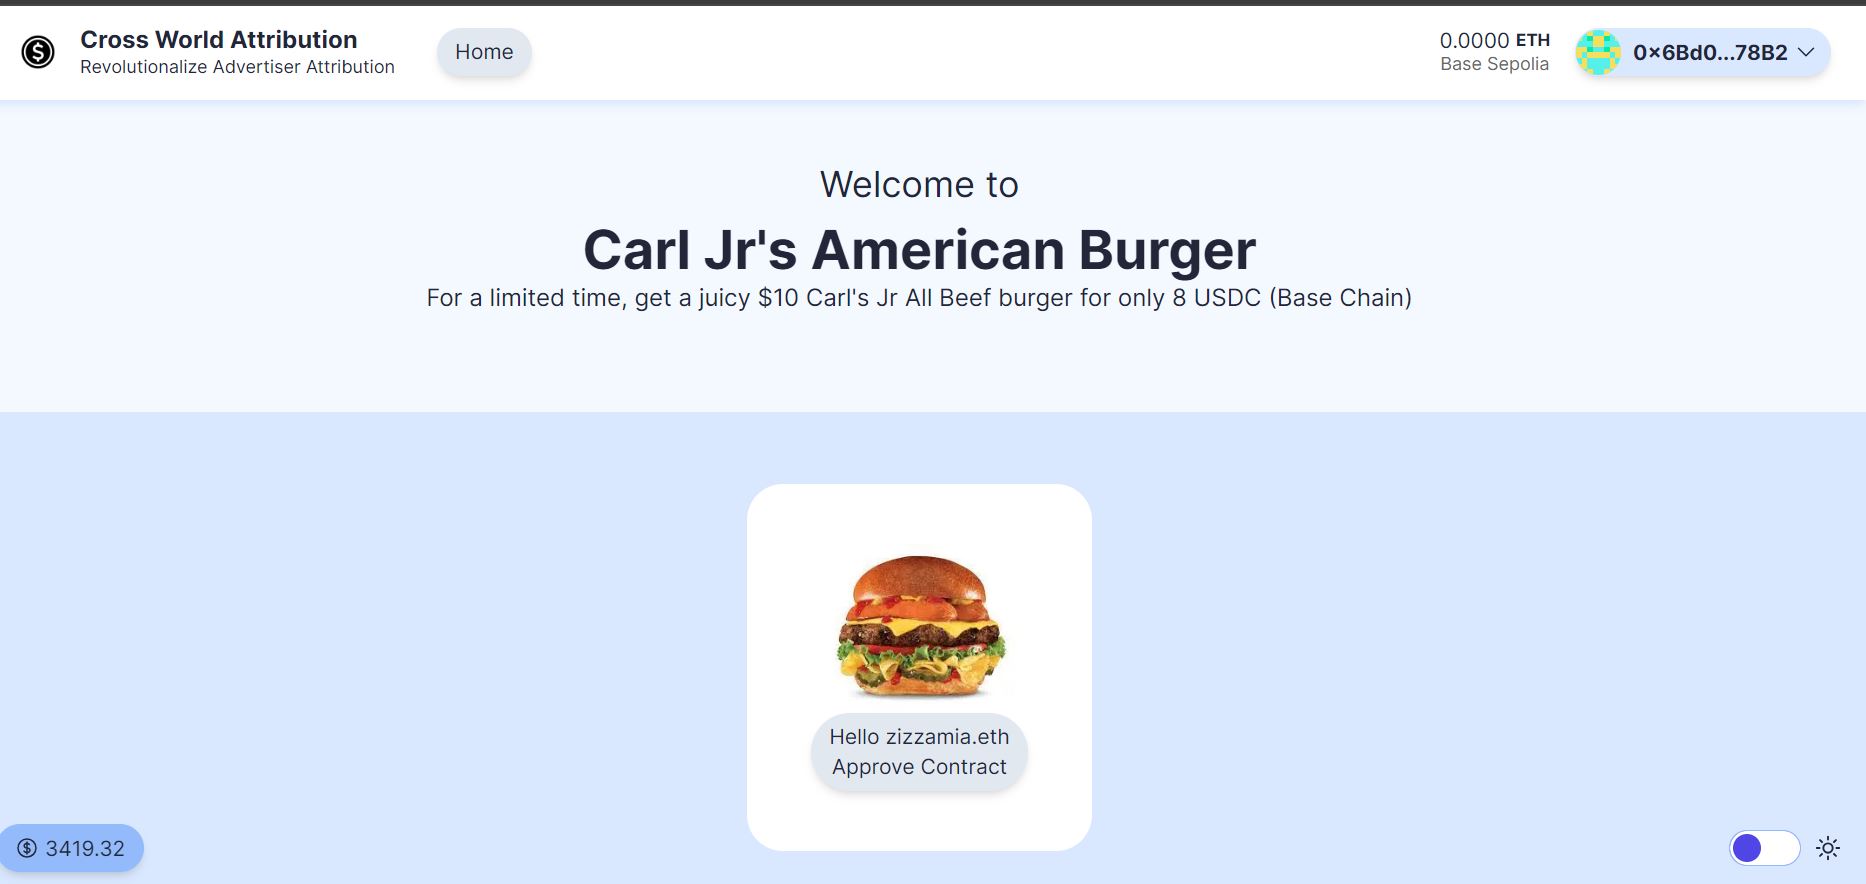 Cross World Attribution
Revolutionalize Advertiser Attribution
Home
0.0000 ETH
Base Sepolia
0x6Bd0...78B2
Welcome to
Carl Jr's American Burger
For a limited time, get a juicy $10 Carl's Jr All Beef burger for only 8 USDC (Base Chain)
Hello zizzamia.eth
Approve Contract
3419.32